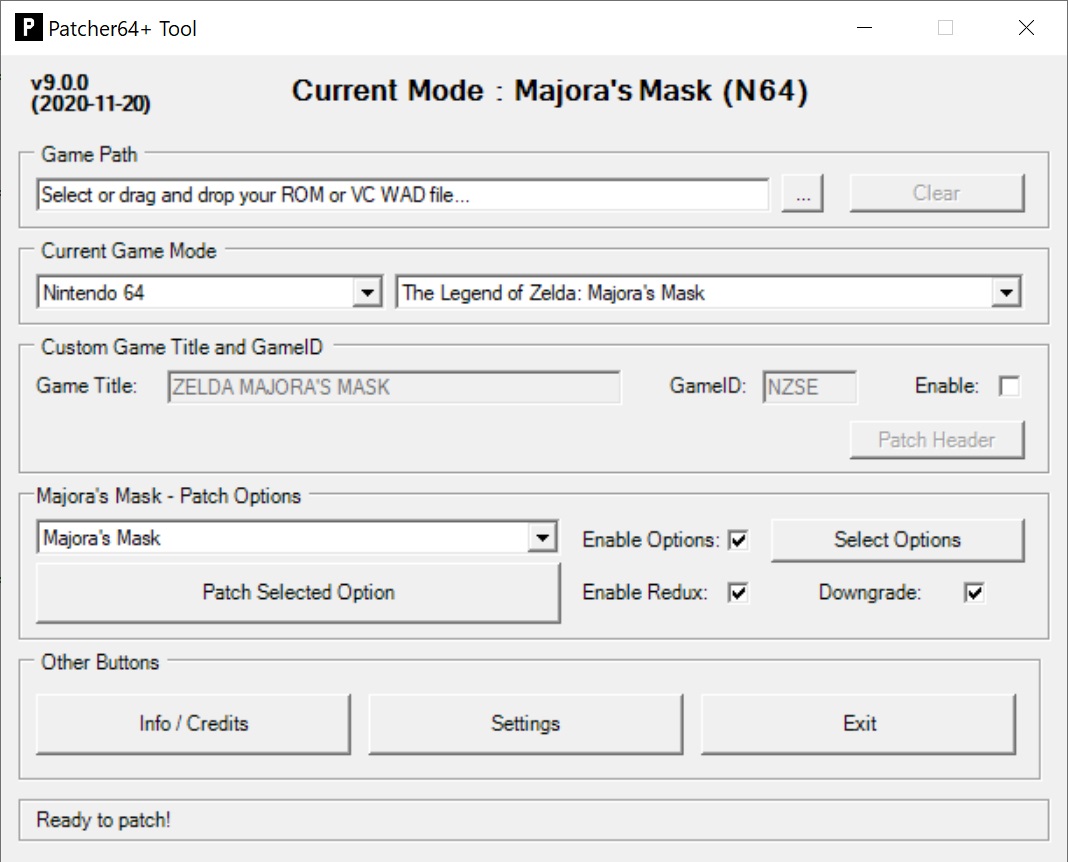 P Patcher64+ Tool
v9.0.0
(2020-11-20)
Current Mode : Majora's Mask (N64)
Game Path
Select or drag and drop your ROM or VC WAD file...
...
Clear
Current Game Mode
Nintendo 64
The Legend of Zelda: Majora's Mask
Custom Game Title and GameID
Game Title: ZELDA MAJORA'S MASK GameID: NZSE Enable:
Patch Header
Majora's Mask - Patch Options
Majora's Mask
Enable Options:
Select Options
Patch Selected Option
Enable Redux:
Downgrade:
Other Buttons
Info / Credits
Settings
Exit
Ready to patch!